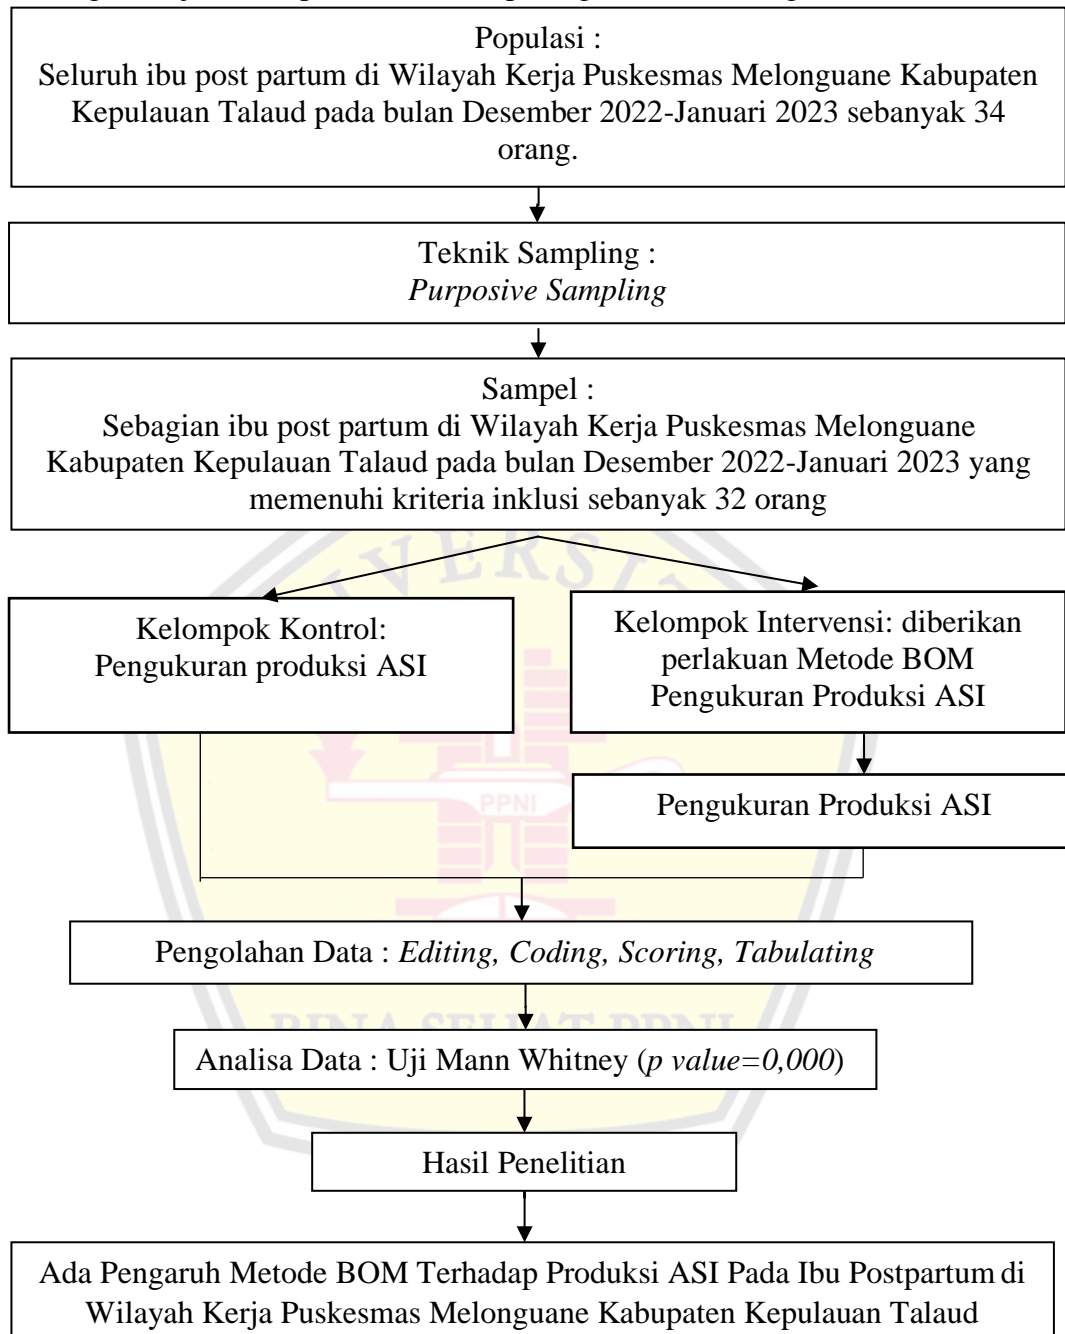 Populasi :
Seluruh ibu post partum di Wilayah Kerja Puskesmas Melonguane Kabupaten
Kepulauan Talaud pada bulan Desember 2022-Januari 2023 sebanyak 34
orang.
Teknik Sampling :
Purposive Sampling
Sampel :
Sebagian ibu post partum di Wilayah Kerja Puskesmas Melonguane
Kabupaten Kepulauan Talaud pada bulan Desember 2022-Januari 2023 yang
memenuhi kriteria inklusi sebanyak 32 orang
Kelompok Kontrol:
Pengukuran produksi ASI
Kelompok Intervensi: diberikan
perlakuan Metode BOM
Pengukuran Produksi ASI
PPNI
Pengukuran Produksi ASI
Pengolahan Data : Editing, Coding, Scoring, Tabulating
Analisa Data : Uji Mann Whitney (p value=0,000)
Hasil Penelitian
Ada Pengaruh Metode BOM Terhadap Produksi ASI Pada Ibu Postpartum di
Wilayah Kerja Puskesmas Melonguane Kabupaten Kepulauan Talaud